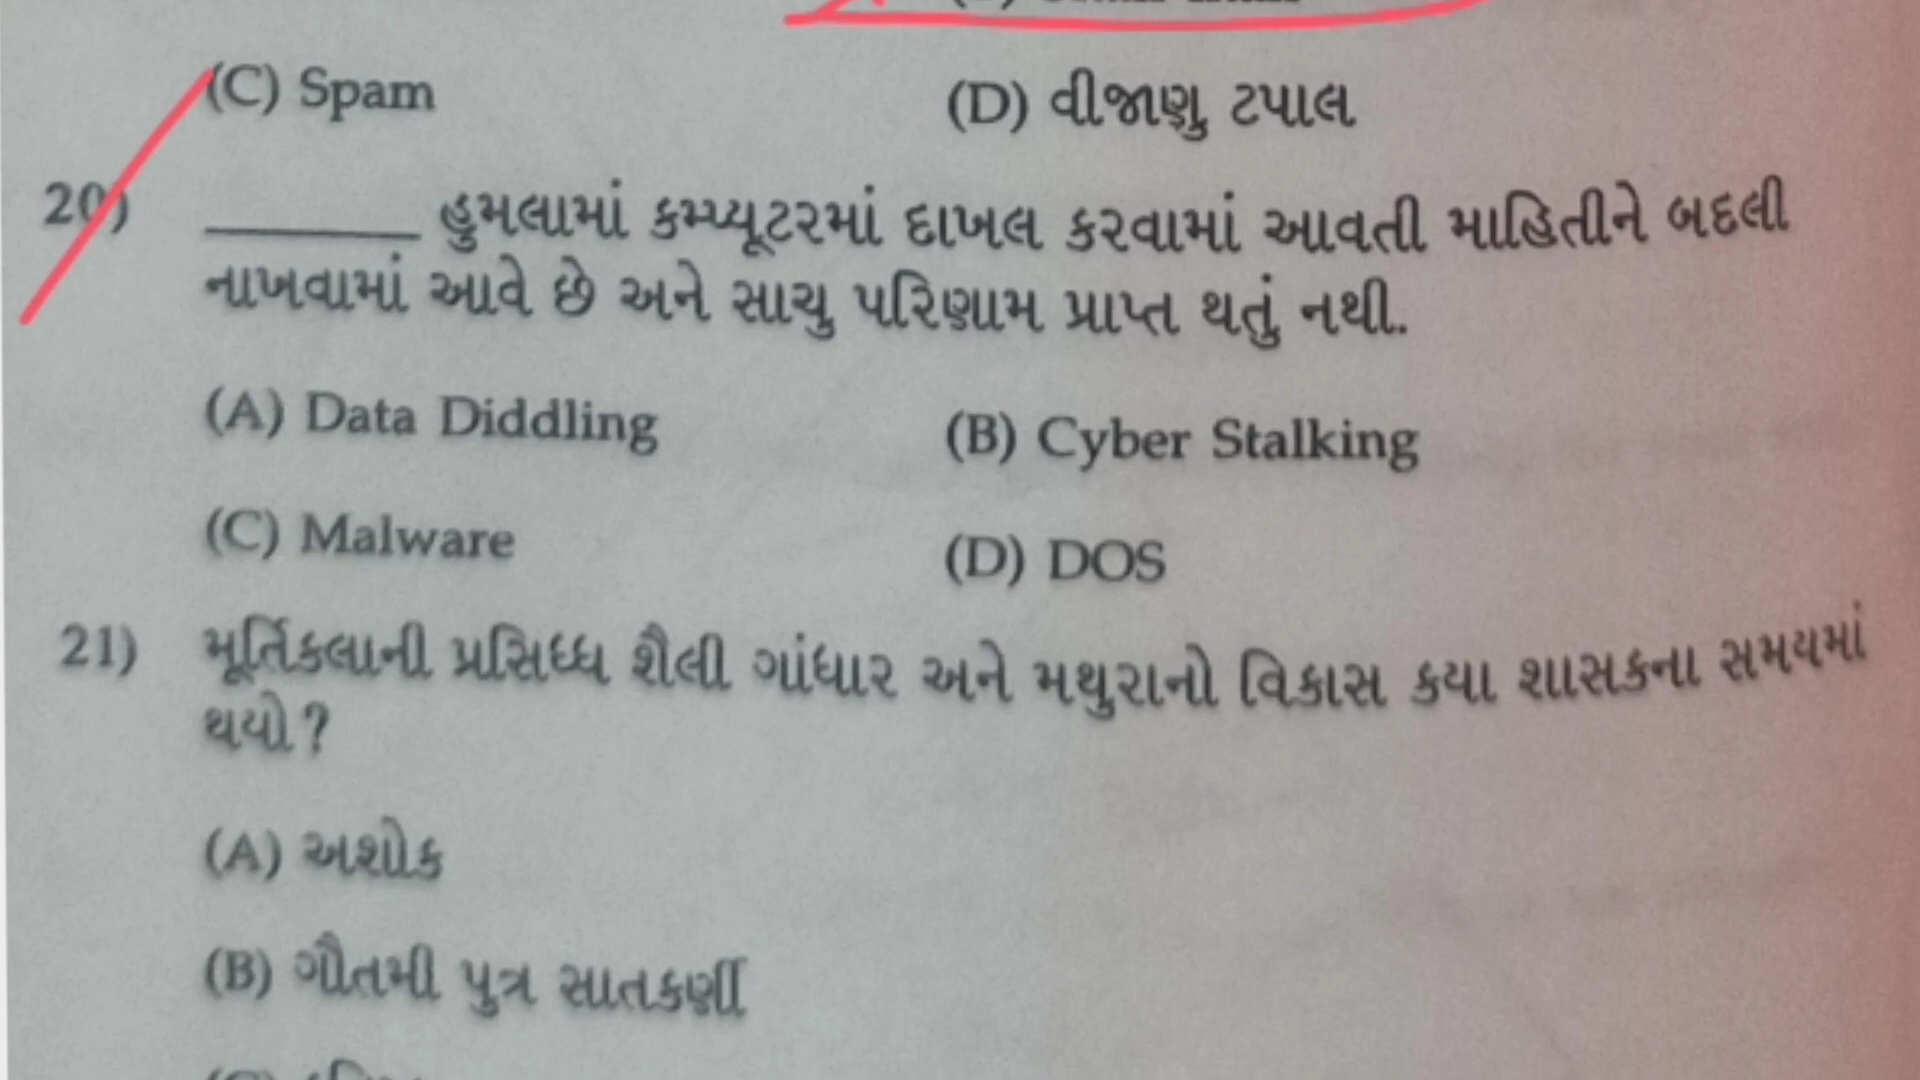 (C) Spam (D) વીજાણુ ટપાલ
20) ________ હુમલામાં કમ્પ્યૂટરમાં દાખલ કરવામાં આવતી માહિતીને બદલી
નાખવામાં આવે છે અને સાચુ પરિણામ પ્રાપ્ત થતું નથી.
(A) Data Diddling (B) Cyber Stalking
(C) Malware (D) DOS
21) મૂર્તિકલાની પ્રસિધ્ધ શૈલી ગાંધાર અને મથુરાનો વિકાસ કયા શાસકના સમયમાં
થયો ?
(A) અશોક
(B) ગૌતમી પુત્ર સાતકર્ણી